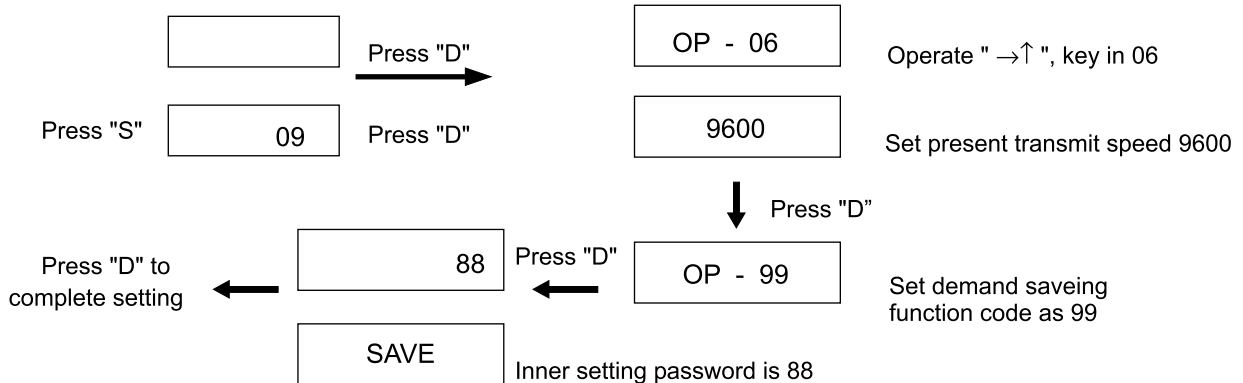 Press "D"
OP - 06
Operate " →↑ ", key in 06
Press "S"
09
Press "D"
9600
Set present transmit speed 9600
Press "D”
Press "D" to
complete setting
88
Press "D"
OP - 99
Set demand saveing
function code as 99
SAVE
Inner setting password is 88